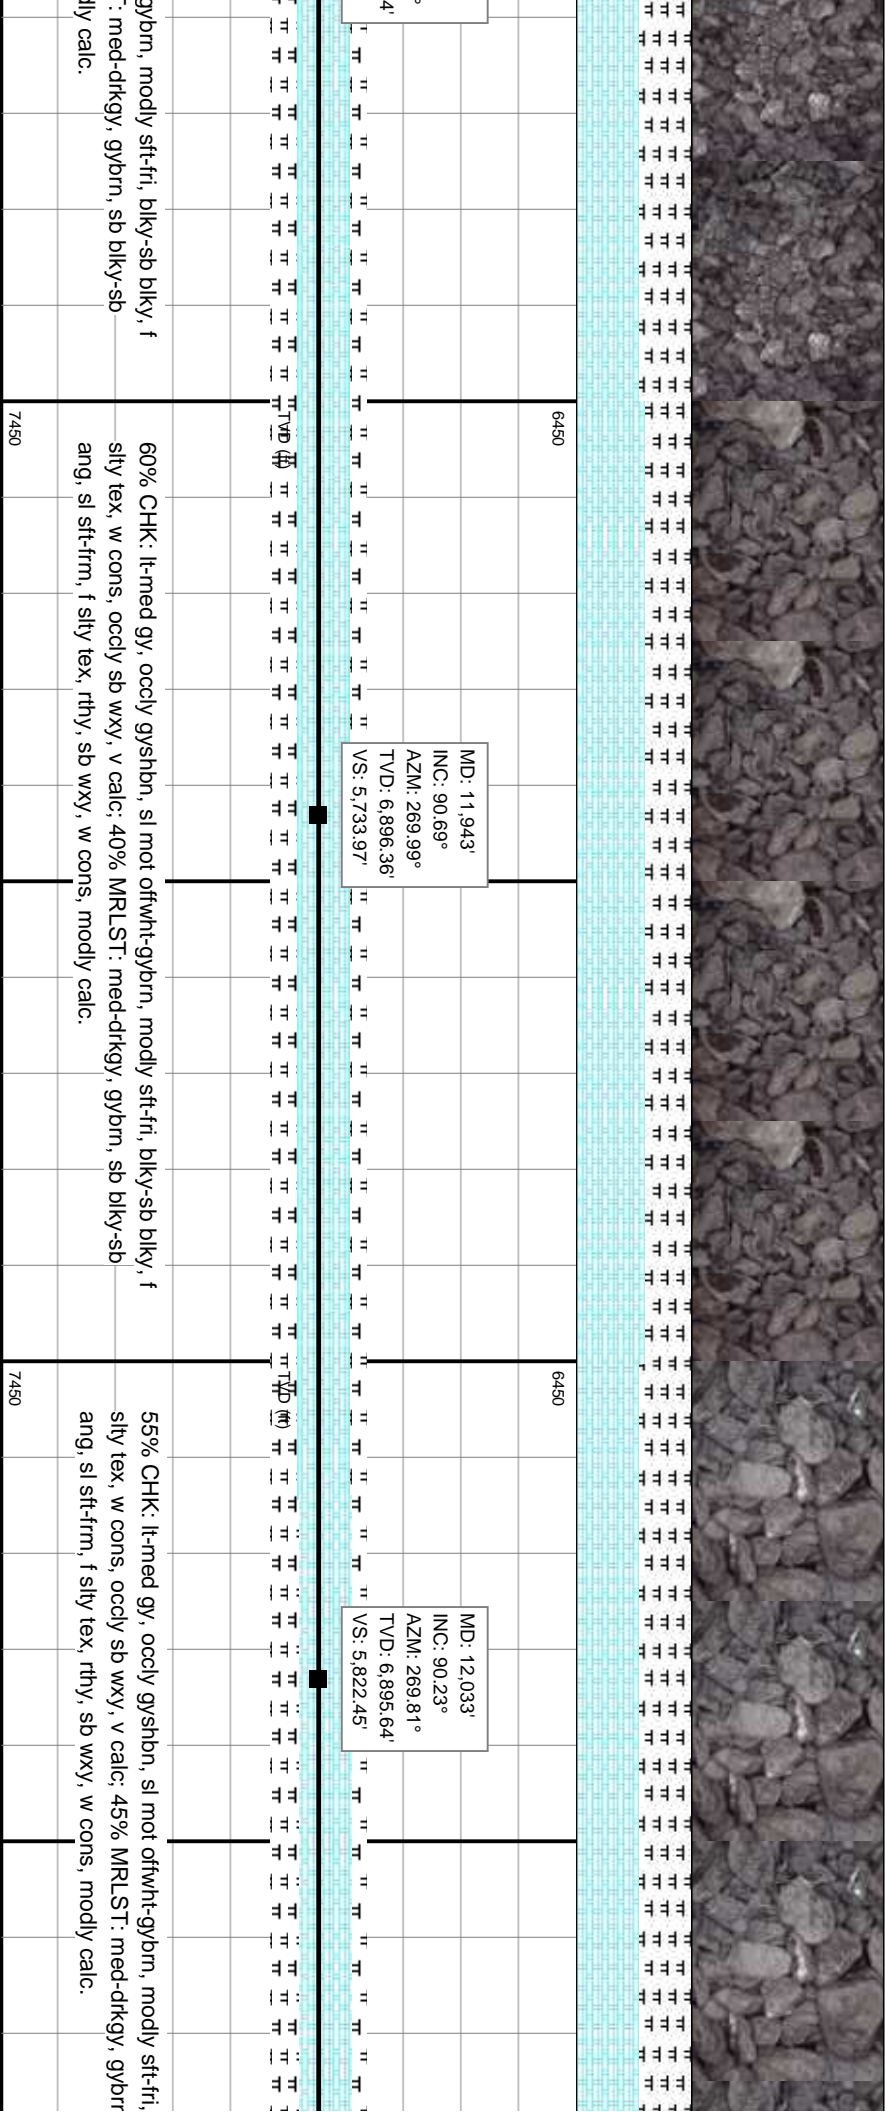 4'
gybrn, modly sft-fri, blky-sb blky, f
: med-drkgy, gybrn, sb blky-sb
dly calc.
6450
TVD (ft)
7450
MD: 11,943'
INC: 90.69°
AZM: 269.99°
TVD: 6,896.36'
VS: 5,733.97'
60% CHK: lt-med gy, occly gyshbn, sl mot offwht-gybrn, modly sft-fri, blky-sb blky, f
slty tex, w cons, occly sb wxy, v calc; 40% MRLST: med-drkgy, gybrn, sb blky-sb
ang, sl sft-frm, f slty tex, rthy, sb wxy, w cons, modly calc.
6450
TVD (ft)
7450
MD: 12,033'
INC: 90.23°
AZM: 269.81°
TVD: 6,895.64'
VS: 5,822.45'
55% CHK: lt-med gy, occly gyshbn, sl mot offwht-gybrn, modly sft-fri,
slty tex, w cons, occly sb wxy, v calc; 45% MRLST: med-drkgy, gybrn
ang, sl sft-frm, f slty tex, rthy, sb wxy, w cons, modly calc.